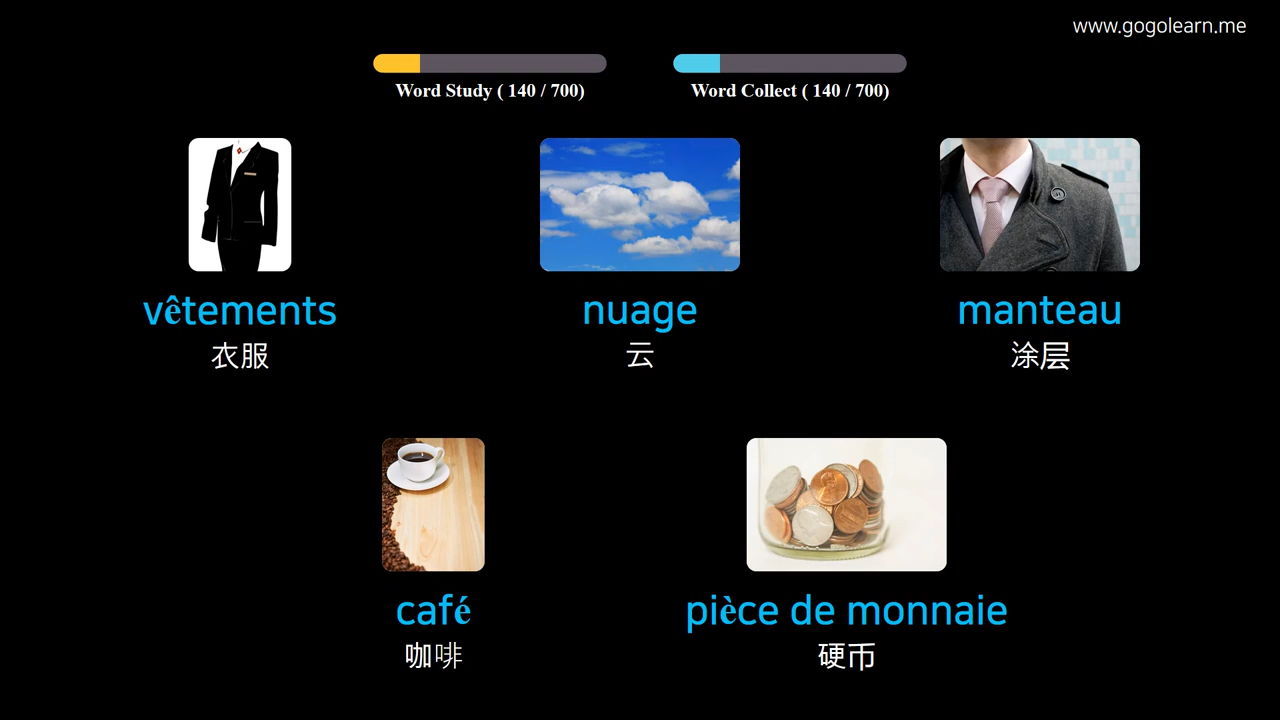 www.gogolearn.me
Word Study ( 140 / 700)
Word Collect ( 140 / 700)
vêtements
衣服
nuage
云
manteau
涂层
café
咖啡
pièce de monnaie
硬币